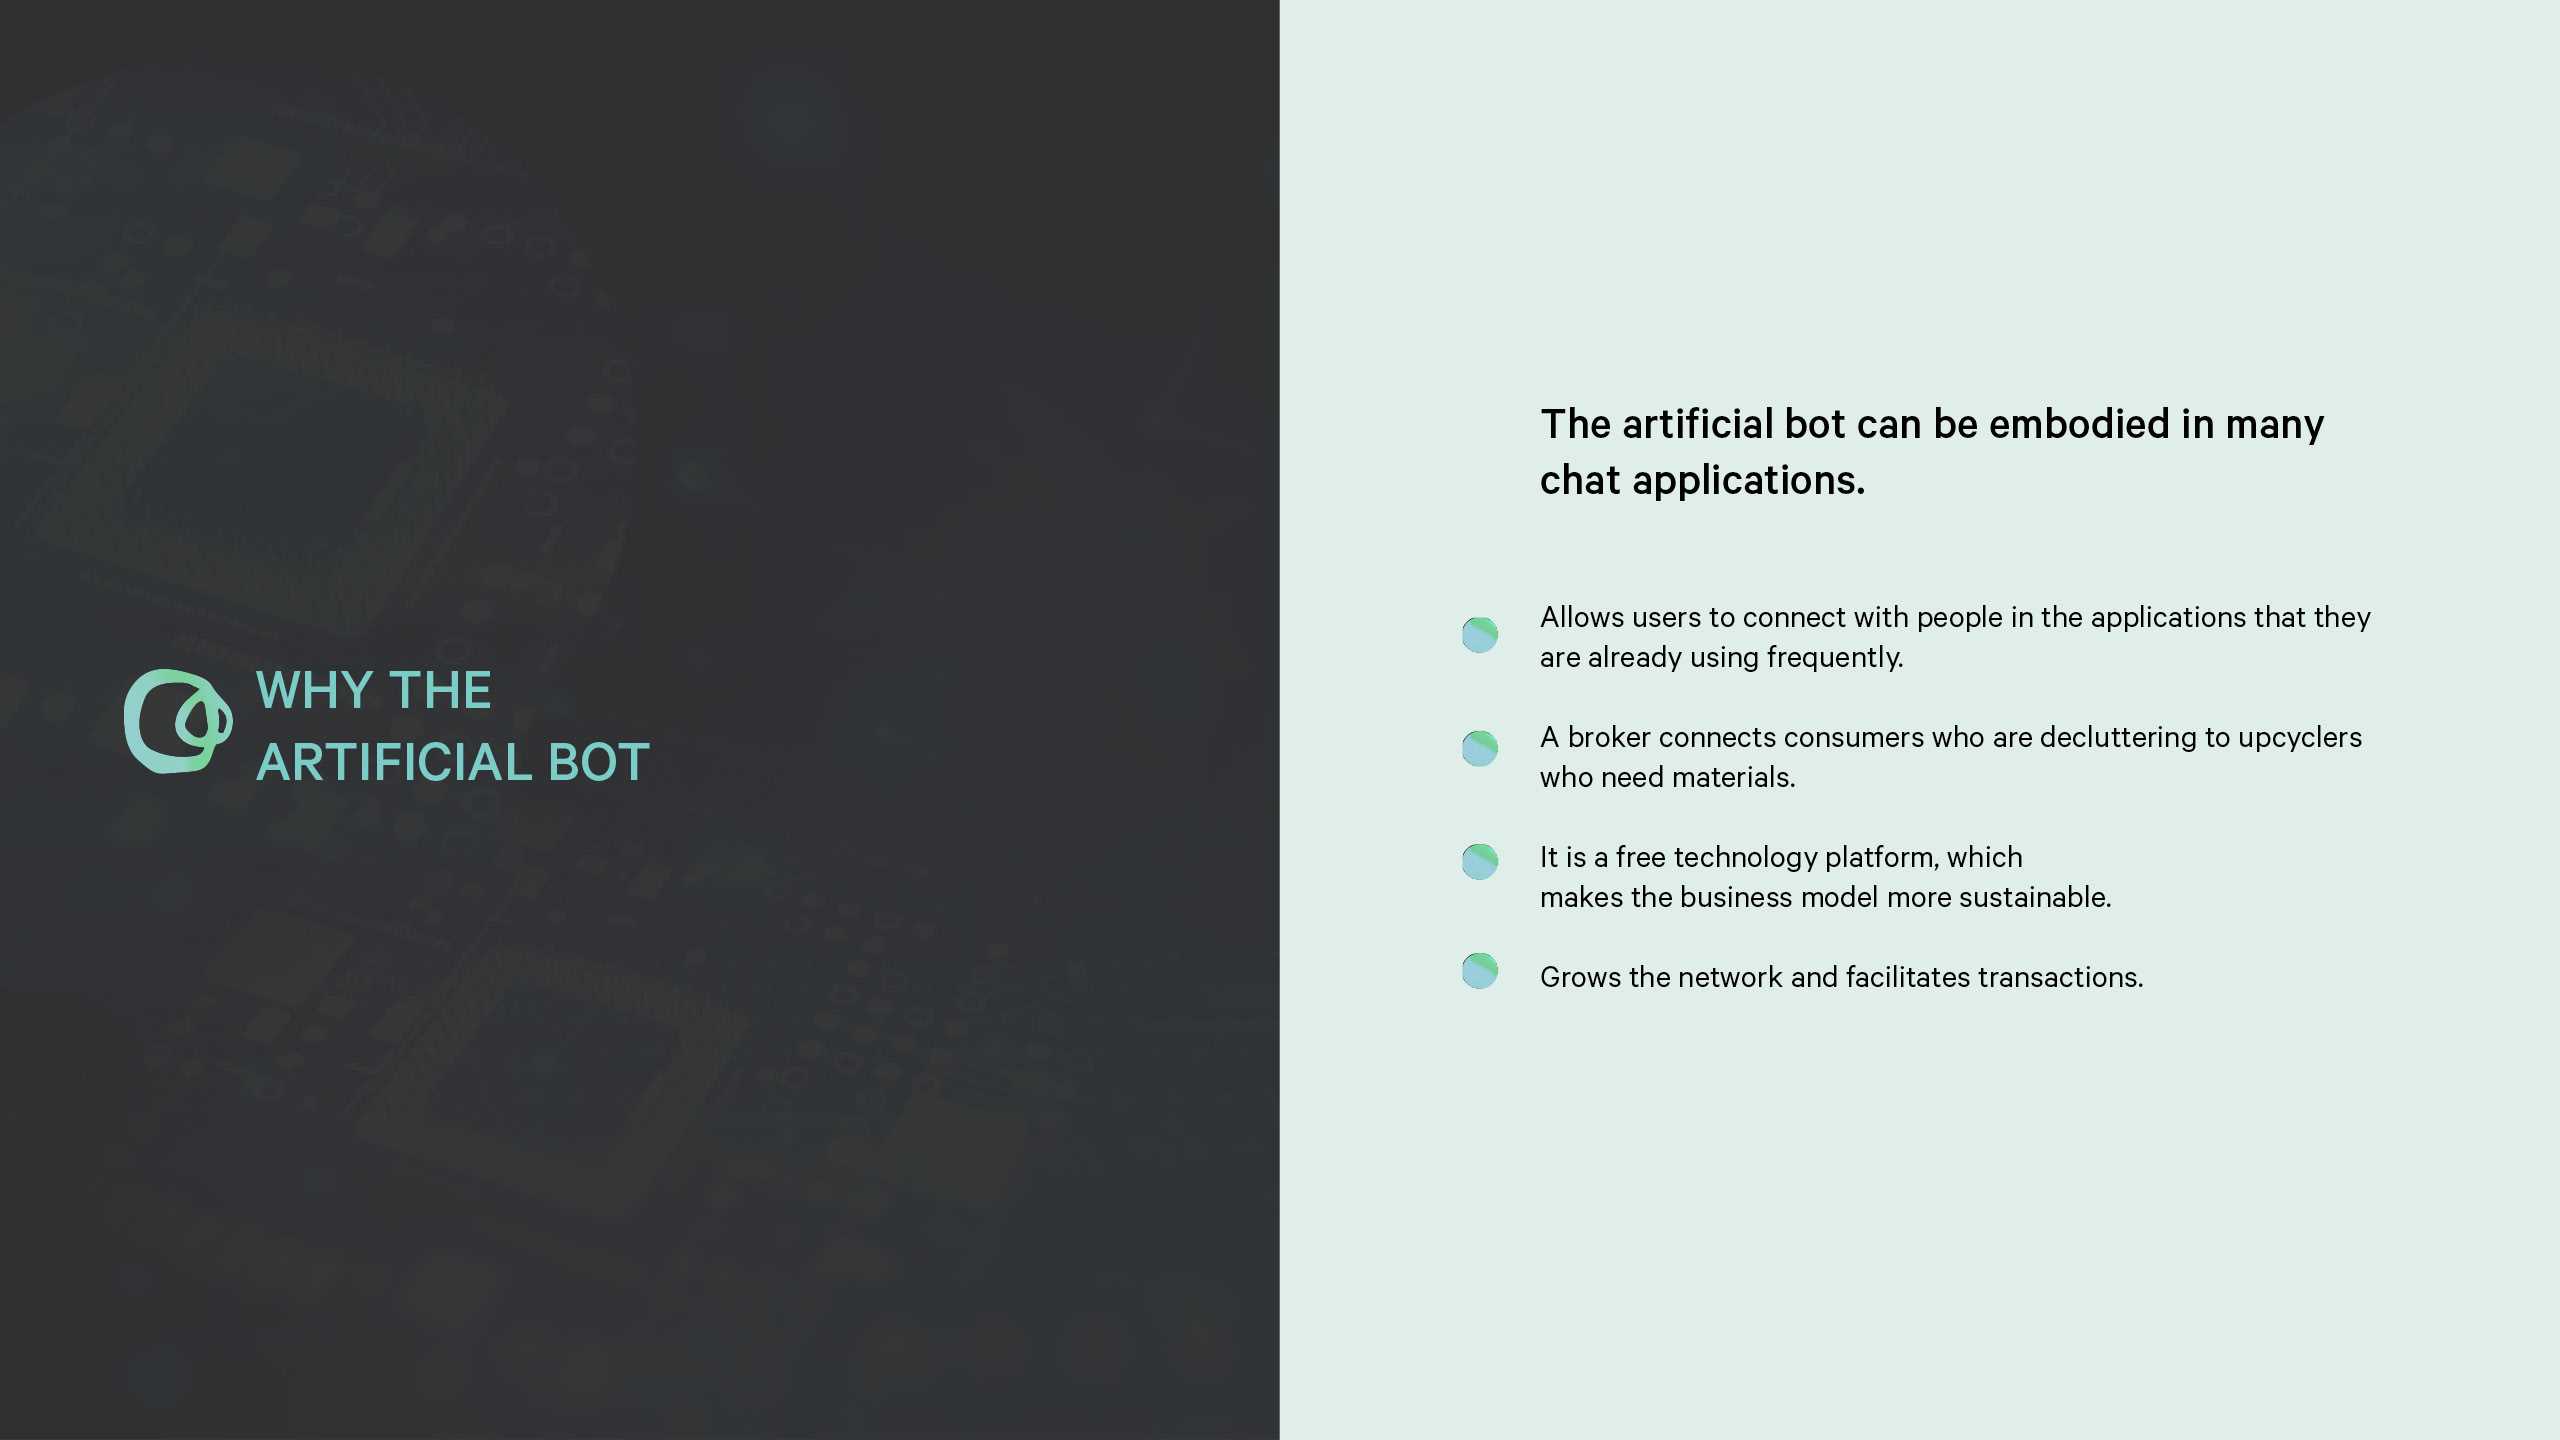 WHY THE
ARTIFICIAL BOT
The artificial bot can be embodied in many
chat applications.
Allows users to connect with people in the applications that they
are already using frequently.
A broker connects consumers who are decluttering to upcyclers
who need materials.
It is a free technology platform, which
makes the business model more sustainable.
Grows the network and facilitates transactions.